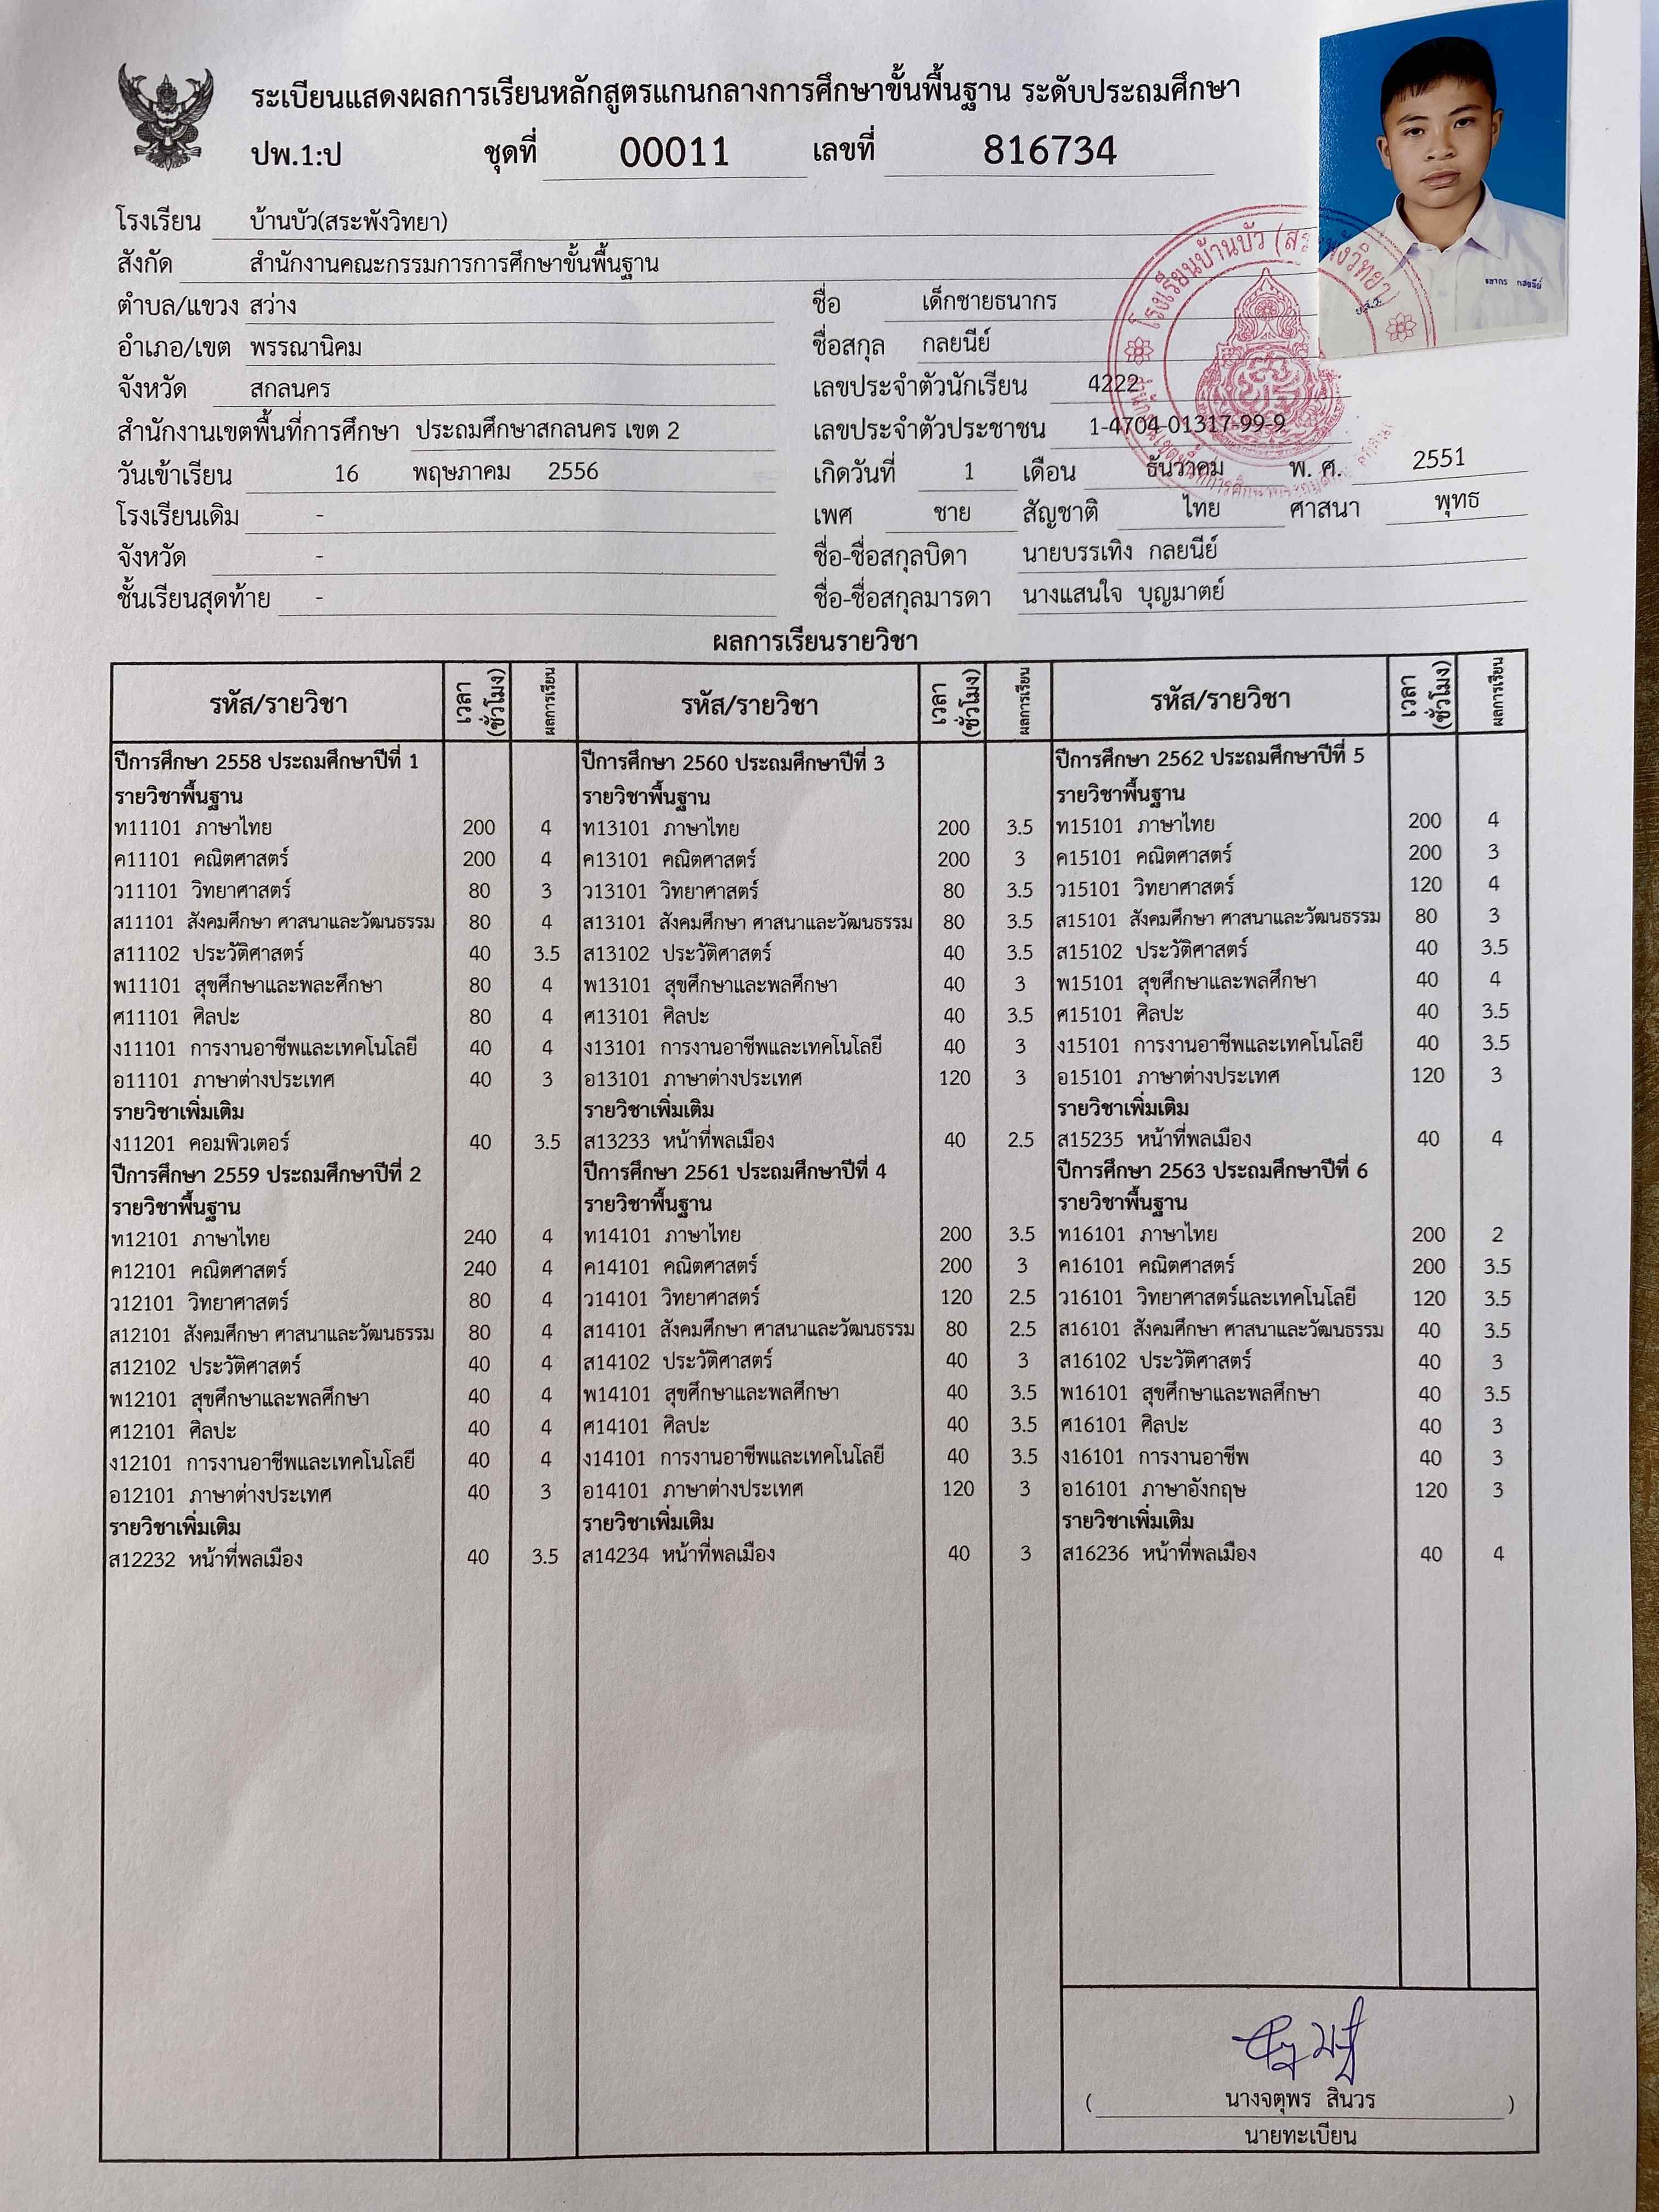 ระเบียนแสดงผลการเรียนหลักสูตรแกนกลางการศึกษาขั้นพื้นฐาน ระดับประถมศึกษา
ปพ.1:ป ชุดที่ 00011 เลขที่ 816734
โรงเรียน บ้านบัว(สระพังวิทยา)
สังกัด สำนักงานคณะกรรมการการศึกษาขั้นพื้นฐาน
ตำบล/แขวง สว่าง
อำเภอ/เขต พรรณานิคม
จังหวัด สกลนคร
สำนักงานเขตพื้นที่การศึกษา ประถมศึกษาสกลนคร เขต 2
วันเข้าเรียน 16 พฤษภาคม 2556
โรงเรียนเดิม -
จังหวัด -
ชั้นเรียนสุดท้าย -
ชื่อ เด็กชายธนากร
ชื่อสกุล กลยนีย์
เลขประจำตัวนักเรียน 4222
เลขประจำตัวประชาชน 1-4704-01317-99-9
เกิดวันที่ 1 เดือน ธันวาคม พ. ศ. 2551
เพศ ชาย สัญชาติ ไทย ศาสนา พุทธ
ชื่อ-ชื่อสกุลบิดา นายบรรเทิง กลยนีย์
ชื่อ-ชื่อสกุลมารดา นางแสนใจ บุญมาตย์
ธนากร กลยนีย์
โรงเรียนบ้านบัว (สระพังวิทยา)
ผลการเรียนรายวิชา
รหัส/รายวิชา เวลา (ชั่วโมง) ผลการเรียน
ปีการศึกษา 2558 ประถมศึกษาปีที่ 1
รายวิชาพื้นฐาน
ท11101 ภาษาไทย 200 4
ค11101 คณิตศาสตร์ 200 4
ว11101 วิทยาศาสตร์ 80 3
ส11101 สังคมศึกษา ศาสนาและวัฒนธรรม 80 4
ส11102 ประวัติศาสตร์ 40 3.5
พ11101 สุขศึกษาและพละศึกษา 80 4
ศ11101 ศิลปะ 80 4
ง11101 การงานอาชีพและเทคโนโลยี 40 4
อ11101 ภาษาต่างประเทศ 40 3
รายวิชาเพิ่มเติม
ง11201 คอมพิวเตอร์ 40 3.5
ปีการศึกษา 2559 ประถมศึกษาปีที่ 2
รายวิชาพื้นฐาน
ท12101 ภาษาไทย 240 4
ค12101 คณิตศาสตร์ 240 4
ว12101 วิทยาศาสตร์ 80 4
ส12101 สังคมศึกษา ศาสนาและวัฒนธรรม 80 4
ส12102 ประวัติศาสตร์ 40 4
พ12101 สุขศึกษาและพลศึกษา 40 4
ศ12101 ศิลปะ 40 4
ง12101 การงานอาชีพและเทคโนโลยี 40 4
อ12101 ภาษาต่างประเทศ 40 3
รายวิชาเพิ่มเติม
ส12232 หน้าที่พลเมือง 40 3.5
รหัส/รายวิชา เวลา (ชั่วโมง) ผลการเรียน
ปีการศึกษา 2560 ประถมศึกษาปีที่ 3
รายวิชาพื้นฐาน
ท13101 ภาษาไทย 200 3.5
ค13101 คณิตศาสตร์ 200 3
ว13101 วิทยาศาสตร์ 80 3.5
ส13101 สังคมศึกษา ศาสนาและวัฒนธรรม 80 3.5
ส13102 ประวัติศาสตร์ 40 3.5
พ13101 สุขศึกษาและพลศึกษา 40 3
ศ13101 ศิลปะ 40 3.5
ง13101 การงานอาชีพและเทคโนโลยี 40 3
อ13101 ภาษาต่างประเทศ 120 3
รายวิชาเพิ่มเติม
ส13233 หน้าที่พลเมือง 40 2.5
ปีการศึกษา 2561 ประถมศึกษาปีที่ 4
รายวิชาพื้นฐาน
ท14101 ภาษาไทย 200 3.5
ค14101 คณิตศาสตร์ 200 3
ว14101 วิทยาศาสตร์ 120 2.5
ส14101 สังคมศึกษา ศาสนาและวัฒนธรรม 80 2.5
ส14102 ประวัติศาสตร์ 40 3
พ14101 สุขศึกษาและพลศึกษา 40 3.5
ศ14101 ศิลปะ 40 3.5
ง14101 การงานอาชีพและเทคโนโลยี 40 3.5
อ14101 ภาษาต่างประเทศ 120 3
รายวิชาเพิ่มเติม
ส14234 หน้าที่พลเมือง 40 3
รหัส/รายวิชา เวลา (ชั่วโมง) ผลการเรียน
ปีการศึกษา 2562 ประถมศึกษาปีที่ 5
รายวิชาพื้นฐาน
ท15101 ภาษาไทย 200 4
ค15101 คณิตศาสตร์ 200 3
ว15101 วิทยาศาสตร์ 120 4
ส15101 สังคมศึกษา ศาสนาและวัฒนธรรม 80 3
ส15102 ประวัติศาสตร์ 40 3.5
พ15101 สุขศึกษาและพลศึกษา 40 4
ศ15101 ศิลปะ 40 3.5
ง15101 การงานอาชีพและเทคโนโลยี 40 3.5
อ15101 ภาษาต่างประเทศ 120 3
รายวิชาเพิ่มเติม
ส15235 หน้าที่พลเมือง 40 4
ปีการศึกษา 2563 ประถมศึกษาปีที่ 6
รายวิชาพื้นฐาน
ท16101 ภาษาไทย 200 2
ค16101 คณิตศาสตร์ 200 3.5
ว16101 วิทยาศาสตร์และเทคโนโลยี 120 3.5
ส16101 สังคมศึกษา ศาสนาและวัฒนธรรม 40 3.5
ส16102 ประวัติศาสตร์ 40 3
พ16101 สุขศึกษาและพลศึกษา 40 3.5
ศ16101 ศิลปะ 40 3
ง16101 การงานอาชีพ 40 3
อ16101 ภาษาอังกฤษ 120 3
รายวิชาเพิ่มเติม
ส16236 หน้าที่พลเมือง 40 4
( นางจตุพร สินวร )
นายทะเบียน